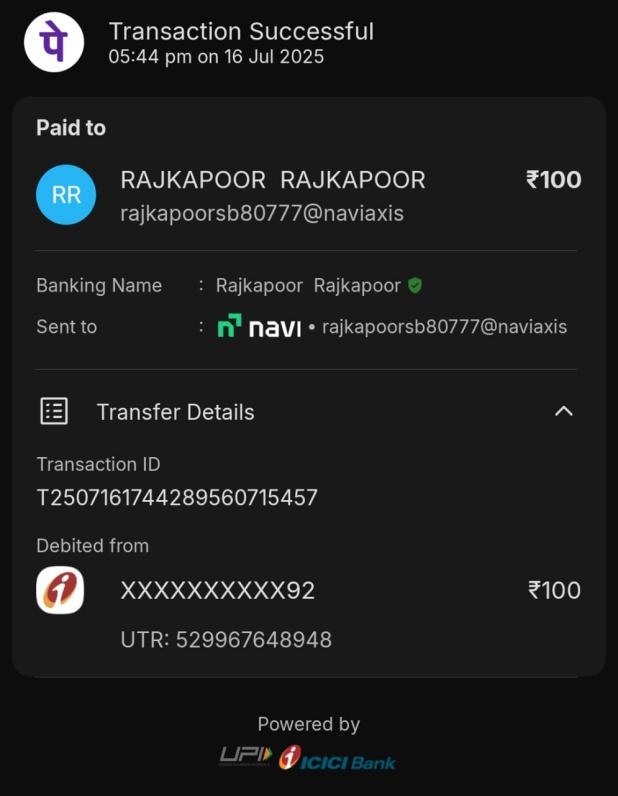 पे
Transaction Successful
05:44 pm on 16 Jul 2025
Paid to
RR
RAJKAPOOR RAJKAPOOR ₹100
rajkapoorsb80777@naviaxis
Banking Name : Rajkapoor Rajkapoor
Sent to : navi • rajkapoorsb80777@naviaxis
Transfer Details
Transaction ID
T2507161744289560715457
Debited from
XXXXXXXXXX92 ₹100
UTR: 529967648948
Powered by
UPI ICICI Bank